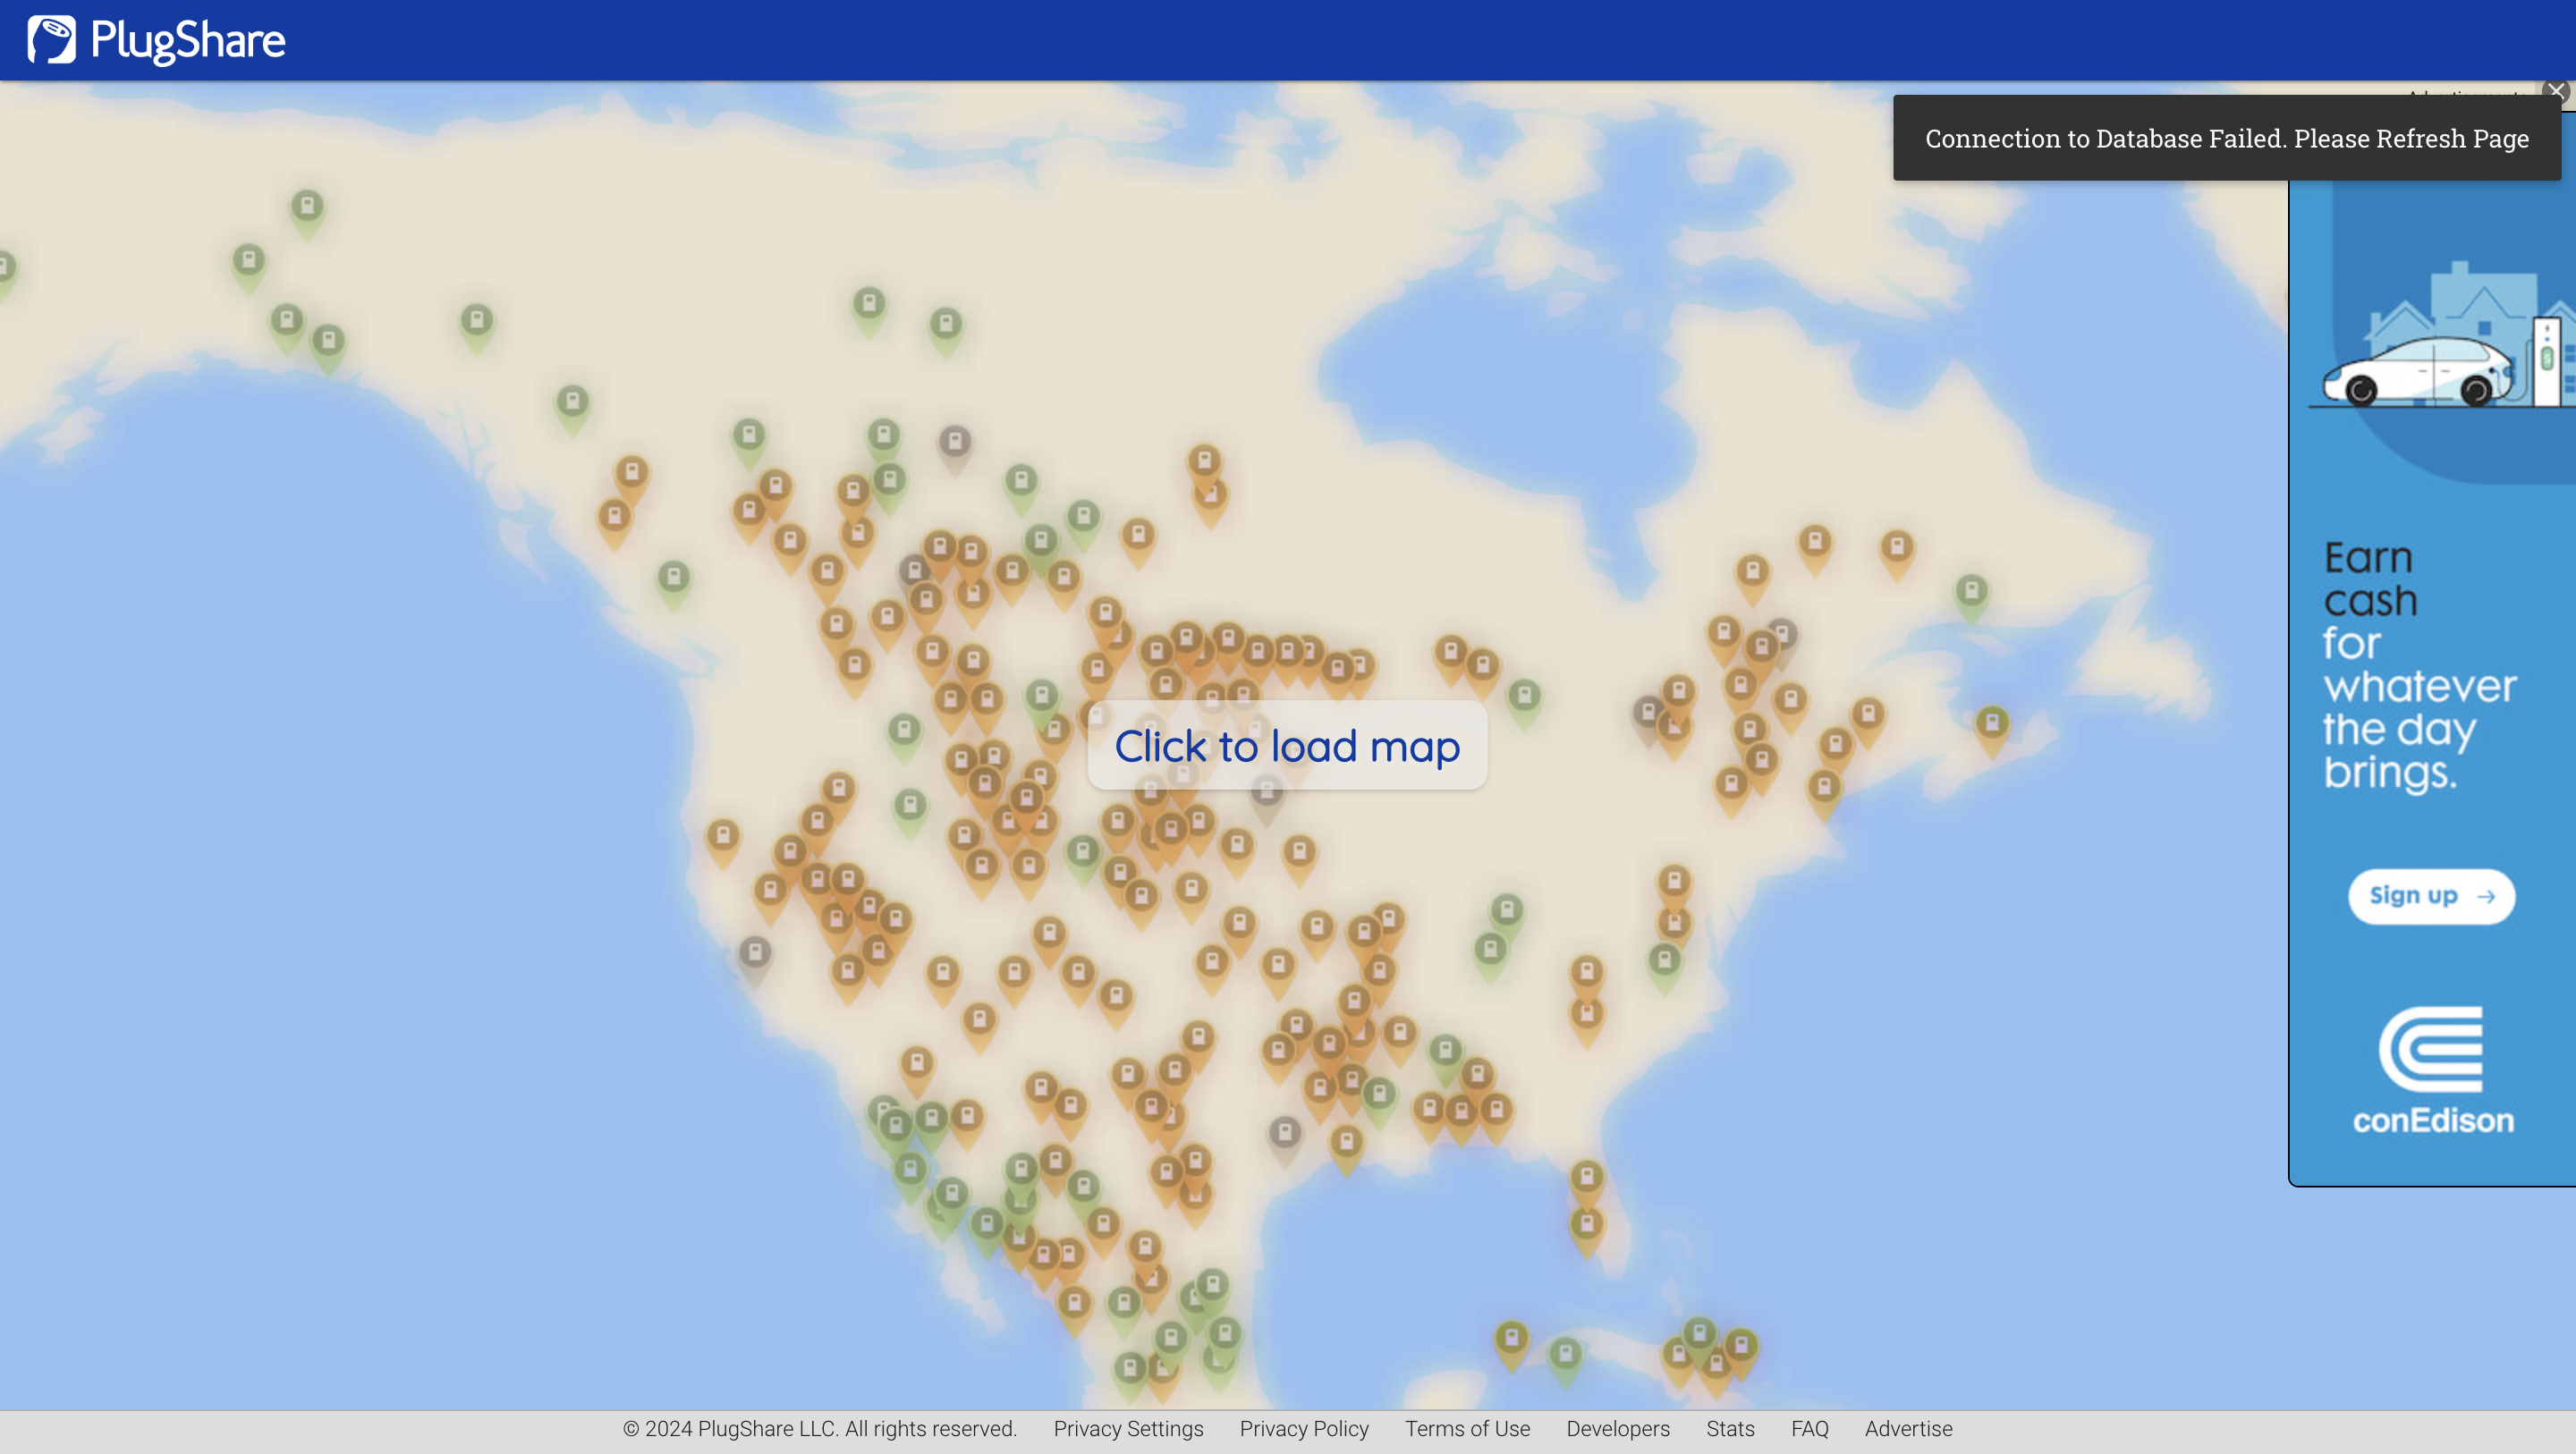 PlugShare
Connection to Database Failed. Please Refresh Page
Earn
cash
for
whatever
the day
brings.
Click to load map
Sign up →
conEdison
© 2024 PlugShare LLC. All rights reserved. Privacy Settings Privacy Policy Terms of Use Developers Stats FAQ Advertise